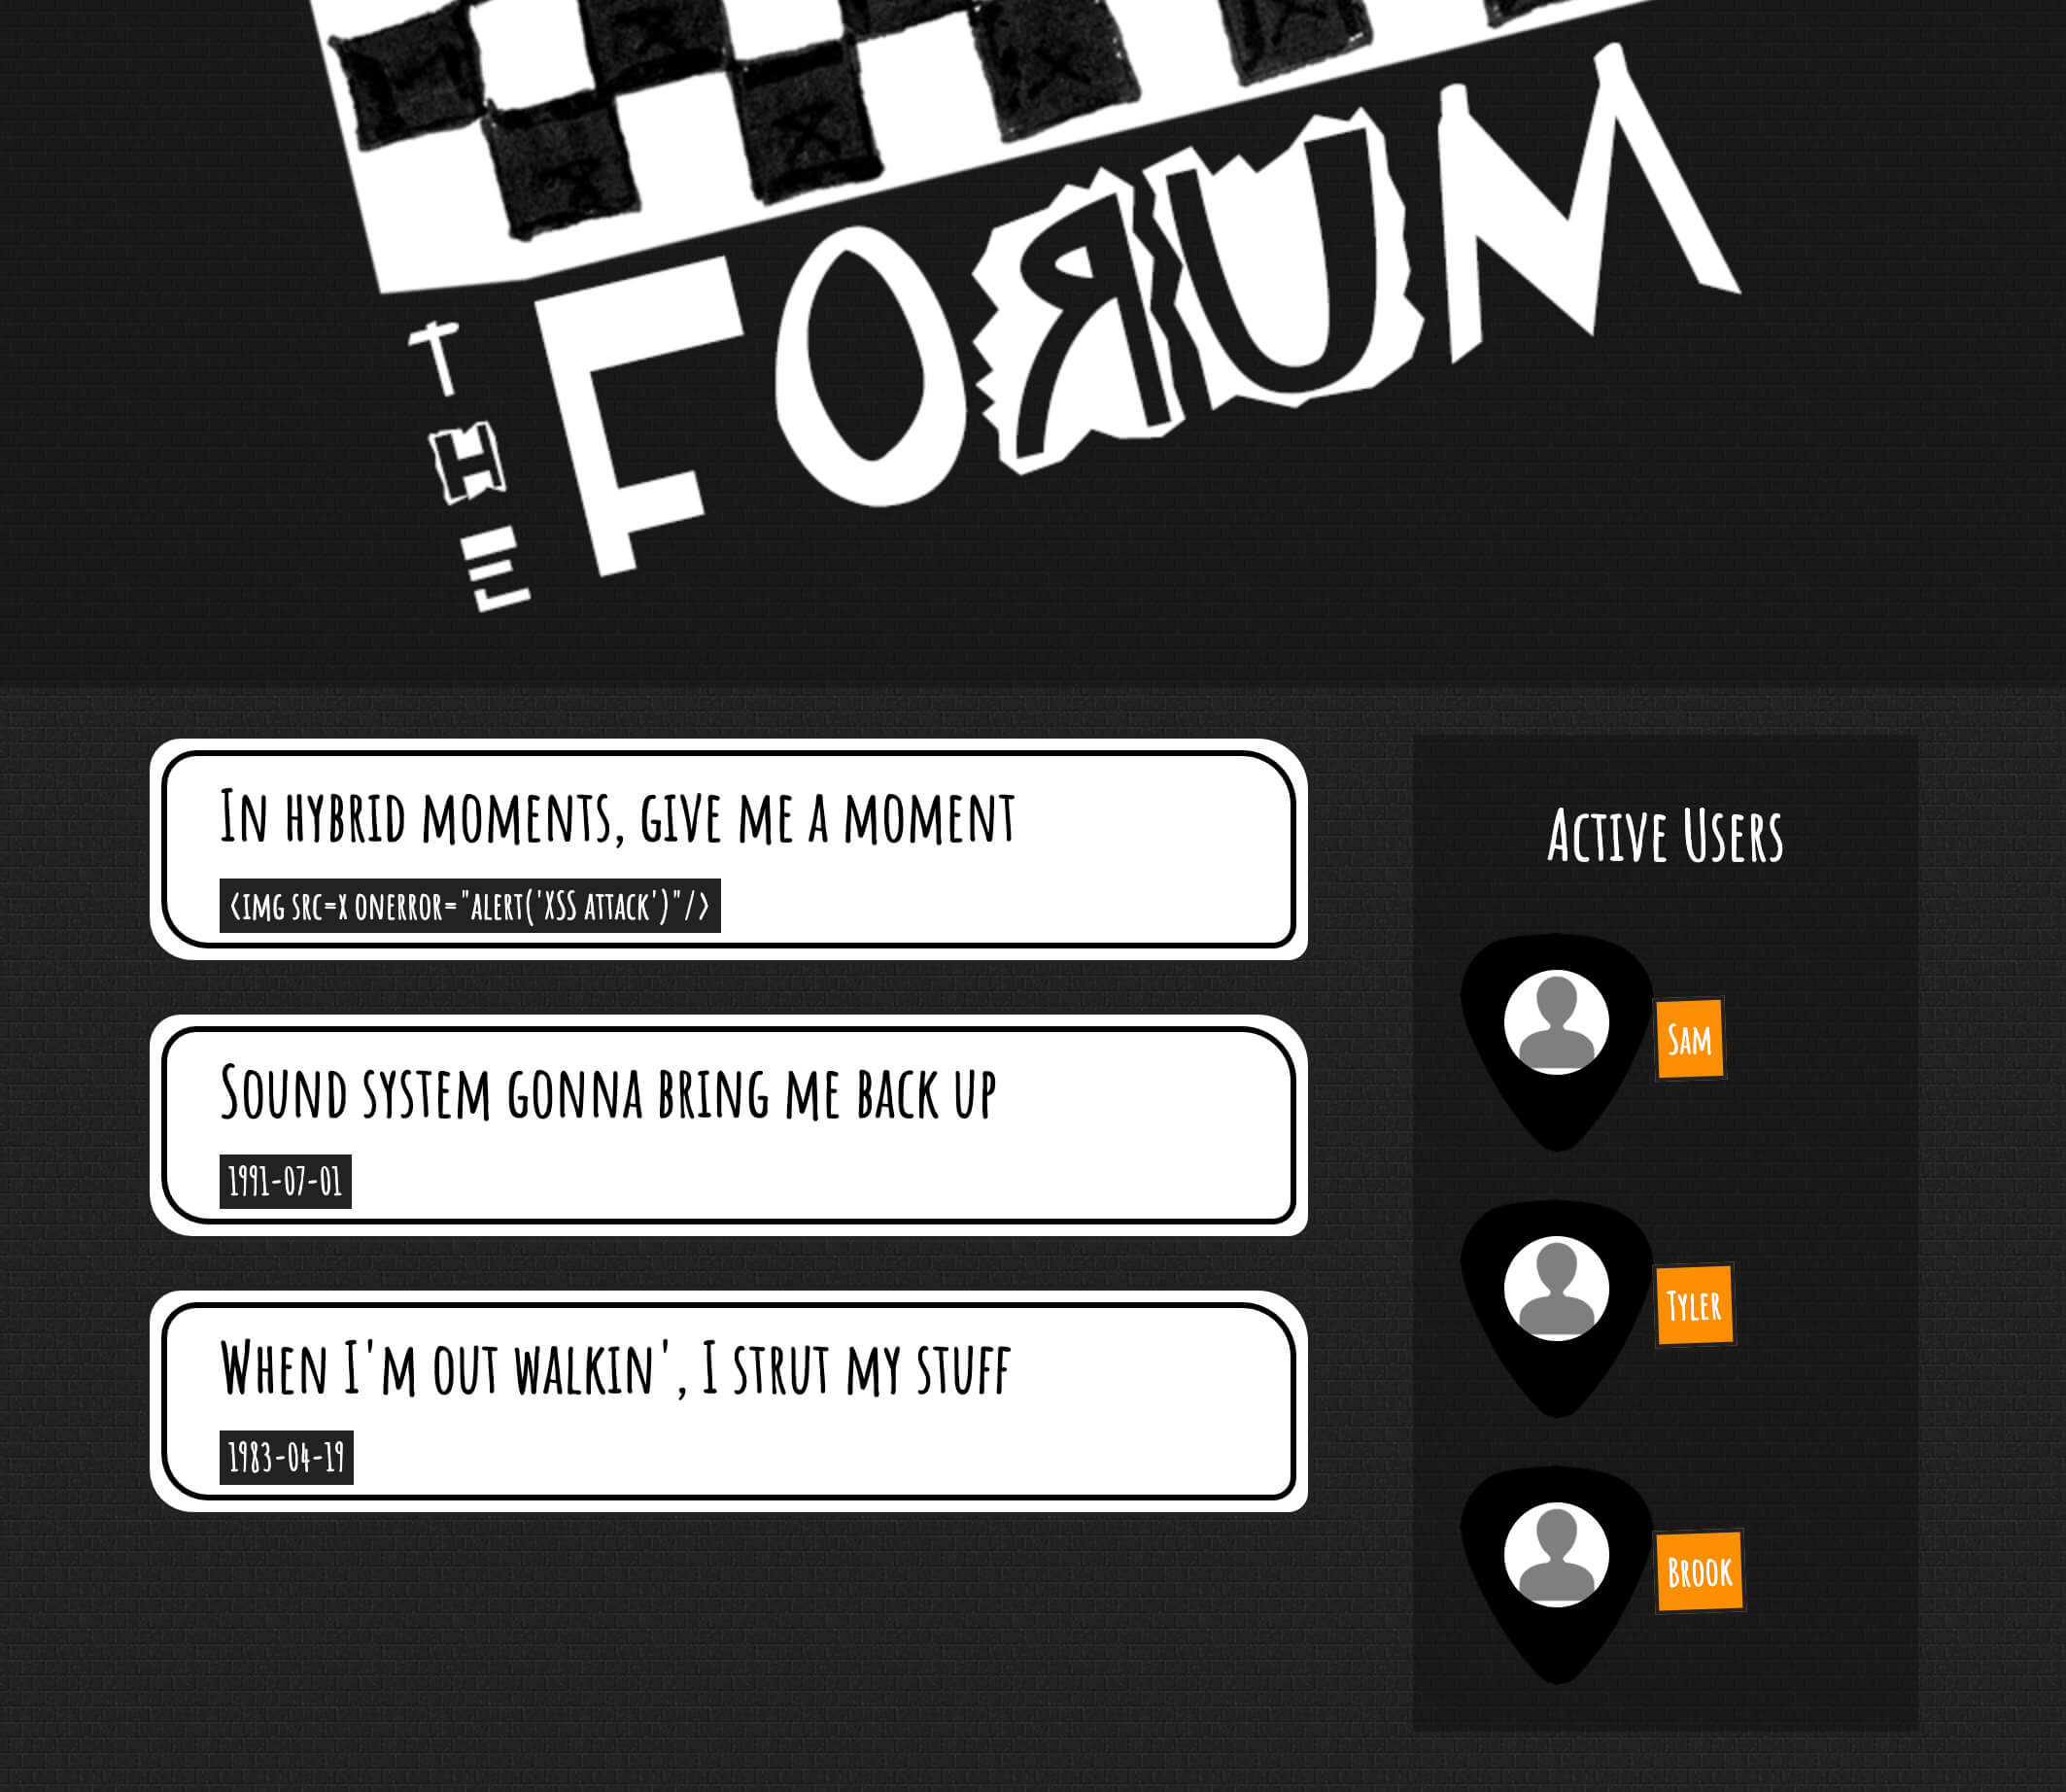 THE
FORUM
In hybrid moments, give me a moment
<img src=x onerror="alert('XSS attack')"/>
Sound system gonna bring me back up
1991-07-01
When I'm out walkin', I strut my stuff
1983-04-19
Active Users
Sam
Tyler
Brook